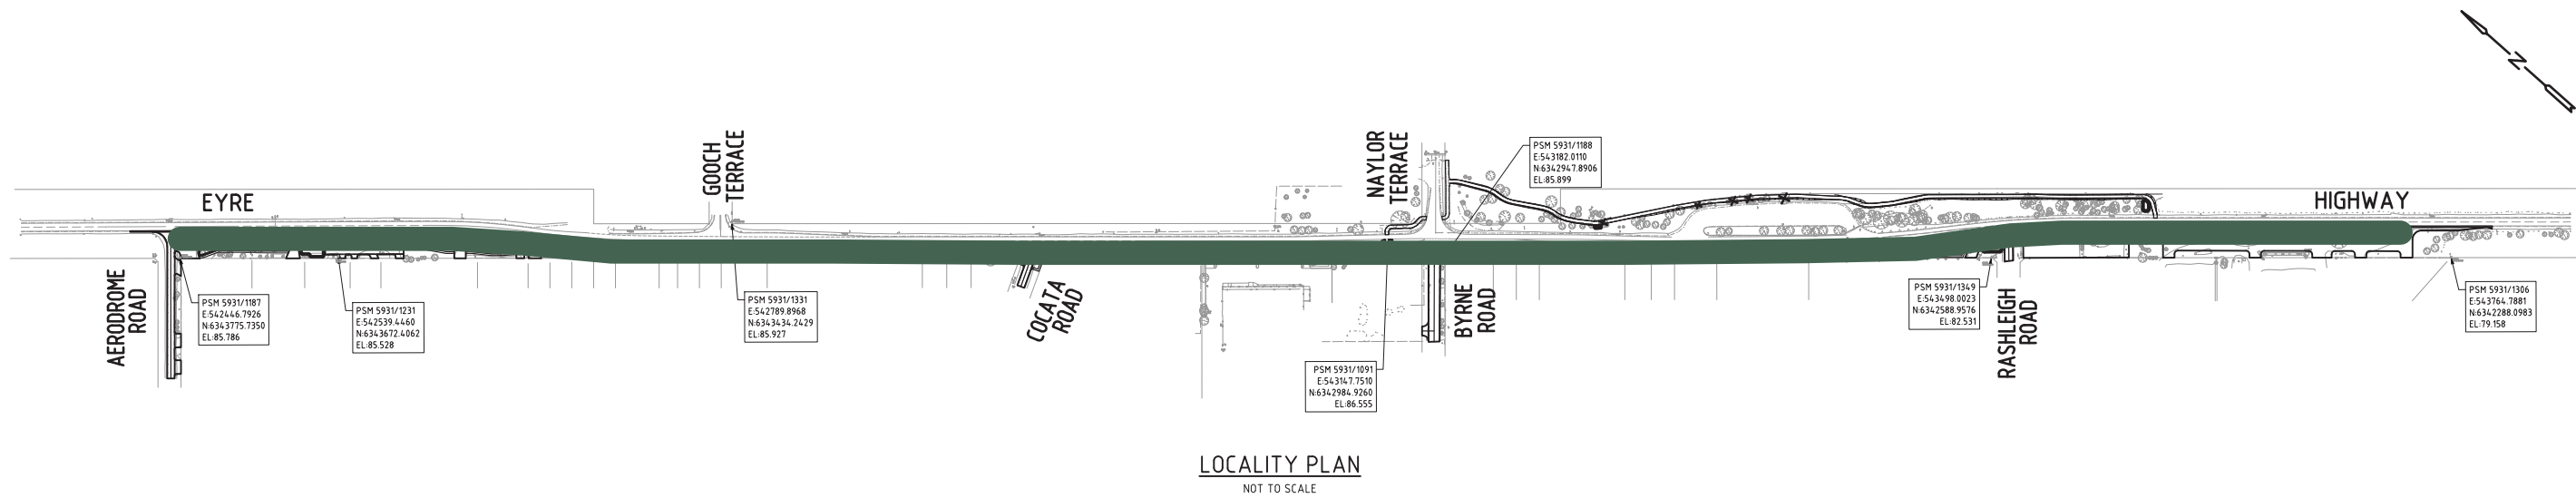 N
EYRE
GOOCH
TERRACE
NAYLOR
TERRACE
PSM 5931/1188
E:543182.0110
N:6342947.8906
EL:85.899
HIGHWAY
AERODROME
ROAD
PSM 5931/1187
E:542446.7926
N:6343775.7350
EL:85.786
PSM 5931/1231
E:542539.4460
N:6343672.4062
EL:85.528
PSM 5931/1331
E:542789.8968
N:6343434.2429
EL:85.927
COCATA
ROAD
PSM 5931/1091
E:543147.7510
N:6342984.9260
EL:86.555
BYRNE
ROAD
PSM 5931/1349
E:543498.0023
N:6342588.9576
EL:82.531
RASHLEIGH
ROAD
PSM 5931/1306
E:543764.7881
N:6342288.0983
EL:79.158
LOCALITY PLAN
NOT TO SCALE